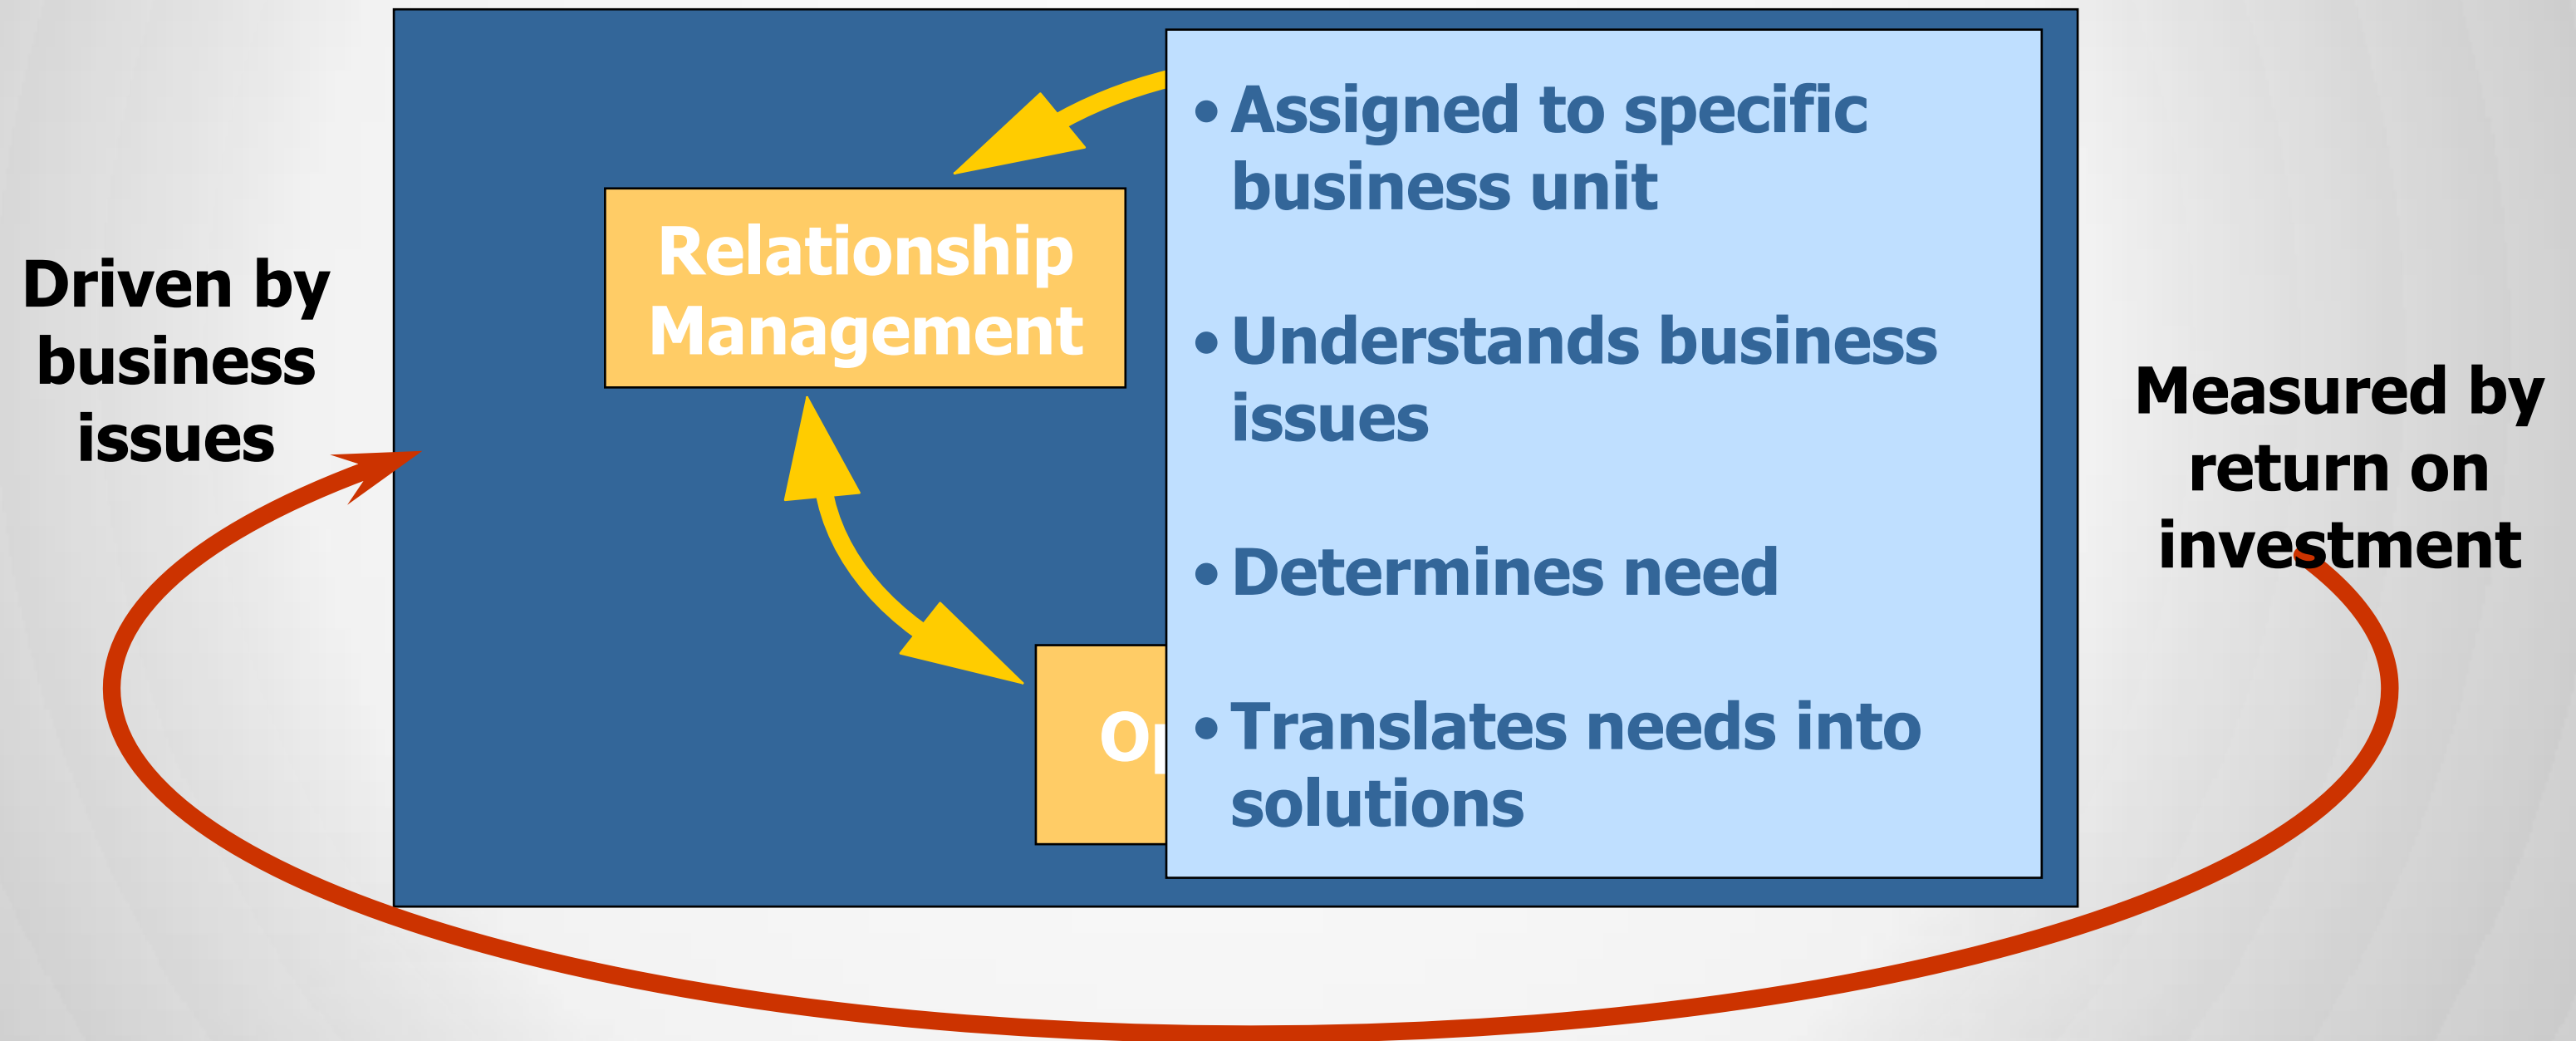 Driven by
business
issues
Relationship
Management
• Assigned to specific
business unit
• Understands business
issues
• Determines need
• Translates needs into
solutions
Measured by
return on
investment